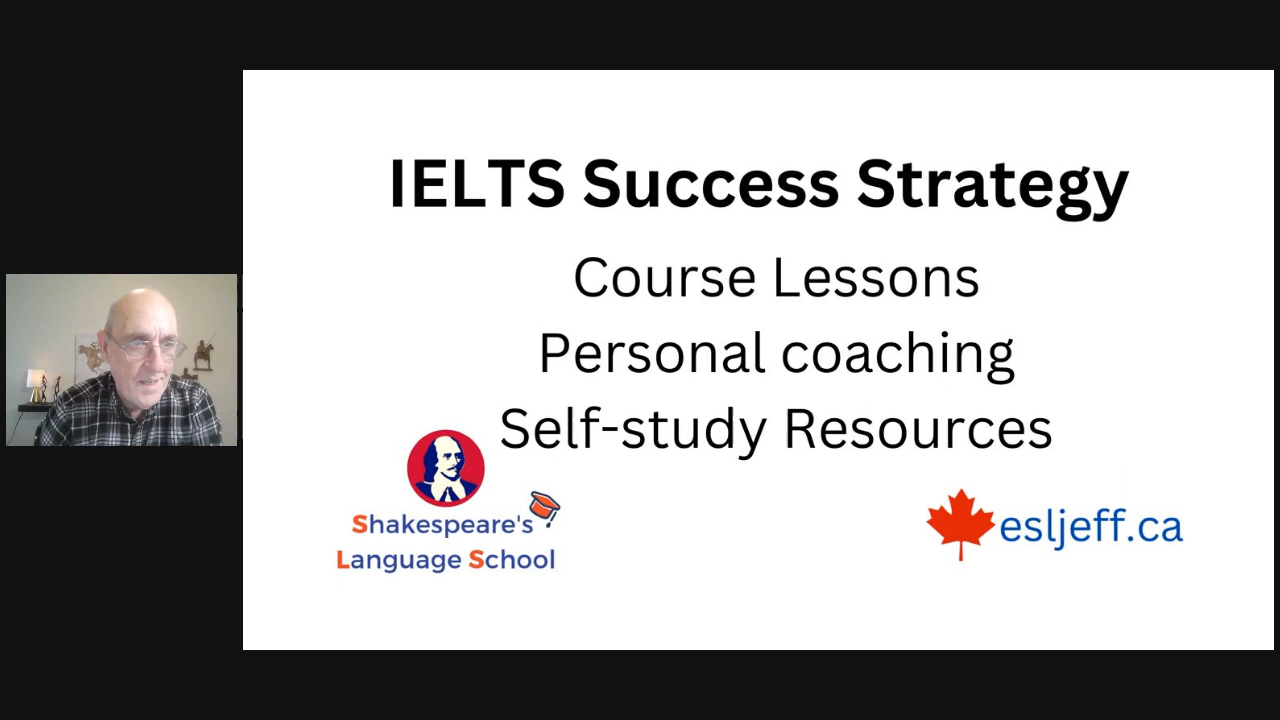 IELTS Success Strategy
Course Lessons
Personal coaching
Self-study Resources
Shakespeare's
Language School
esljeff.ca